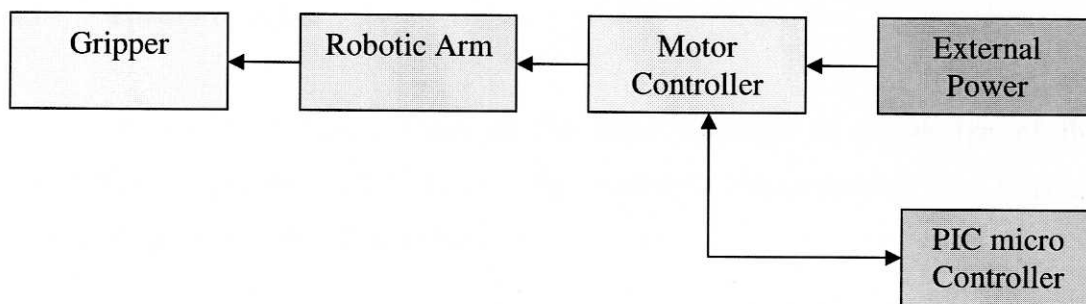 Gripper
Robotic Arm
Motor
Controller
External
Power
PIC micro
Controller